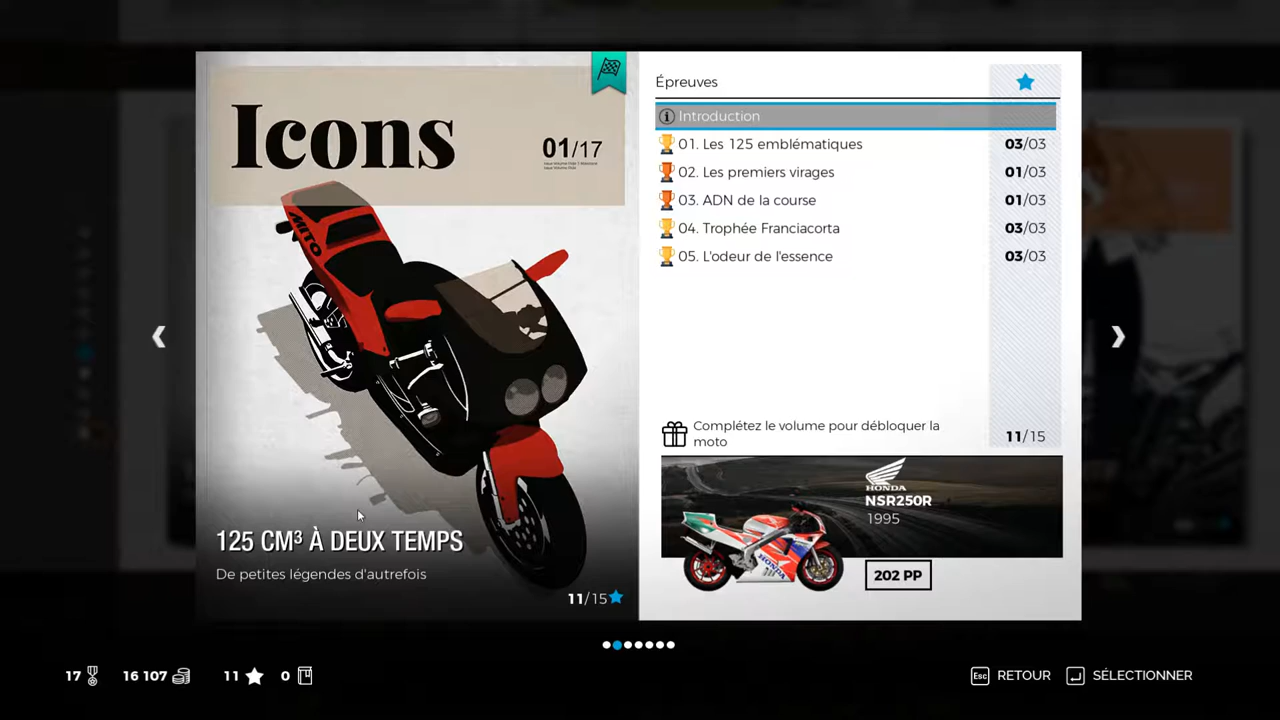 Icons
01/17
MITO
125 CM³ À DEUX TEMPS
De petites légendes d'autrefois
11/15
Épreuves
Introduction
01. Les 125 emblématiques 03/03
02. Les premiers virages 01/03
03. ADN de la course 01/03
04. Trophée Franciacorta 03/03
05. L'odeur de l'essence 03/03
Complétez le volume pour débloquer la
moto
11/15
HONDA
NSR250R
1995
HONDA
202 PP
17
16 107
11
0
Esc RETOUR
SÉLECTIONNER